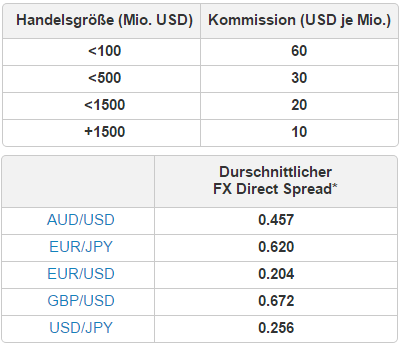 Handelsgröße (Mio. USD) Kommission (USD je Mio.)
<100 60
<500 30
<1500 20
+1500 10
Durschnittlicher
FX Direct Spread*
AUD/USD 0.457
EUR/JPY 0.620
EUR/USD 0.204
GBP/USD 0.672
USD/JPY 0.256